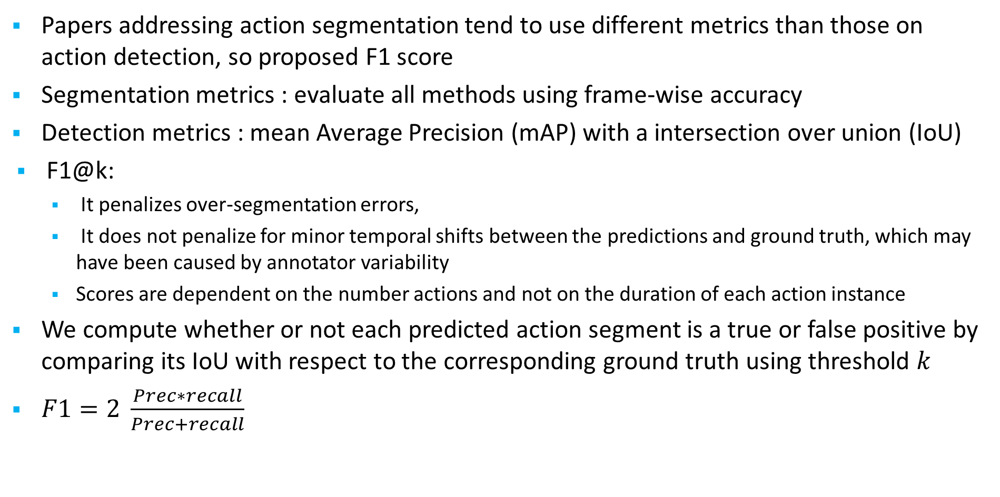 ▪ Papers addressing action segmentation tend to use different metrics than those on
action detection, so proposed F1 score
▪ Segmentation metrics : evaluate all methods using frame-wise accuracy
▪ Detection metrics : mean Average Precision (mAP) with a intersection over union (IoU)
▪ F1@k:
▪ It penalizes over-segmentation errors,
▪ It does not penalize for minor temporal shifts between the predictions and ground truth, which may
have been caused by annotator variability
▪ Scores are dependent on the number actions and not on the duration of each action instance
▪ We compute whether or not each predicted action segment is a true or false positive by
comparing its IoU with respect to the corresponding ground truth using threshold k
▪ F1 = 2 \frac{Prec*recall}{Prec+recall}